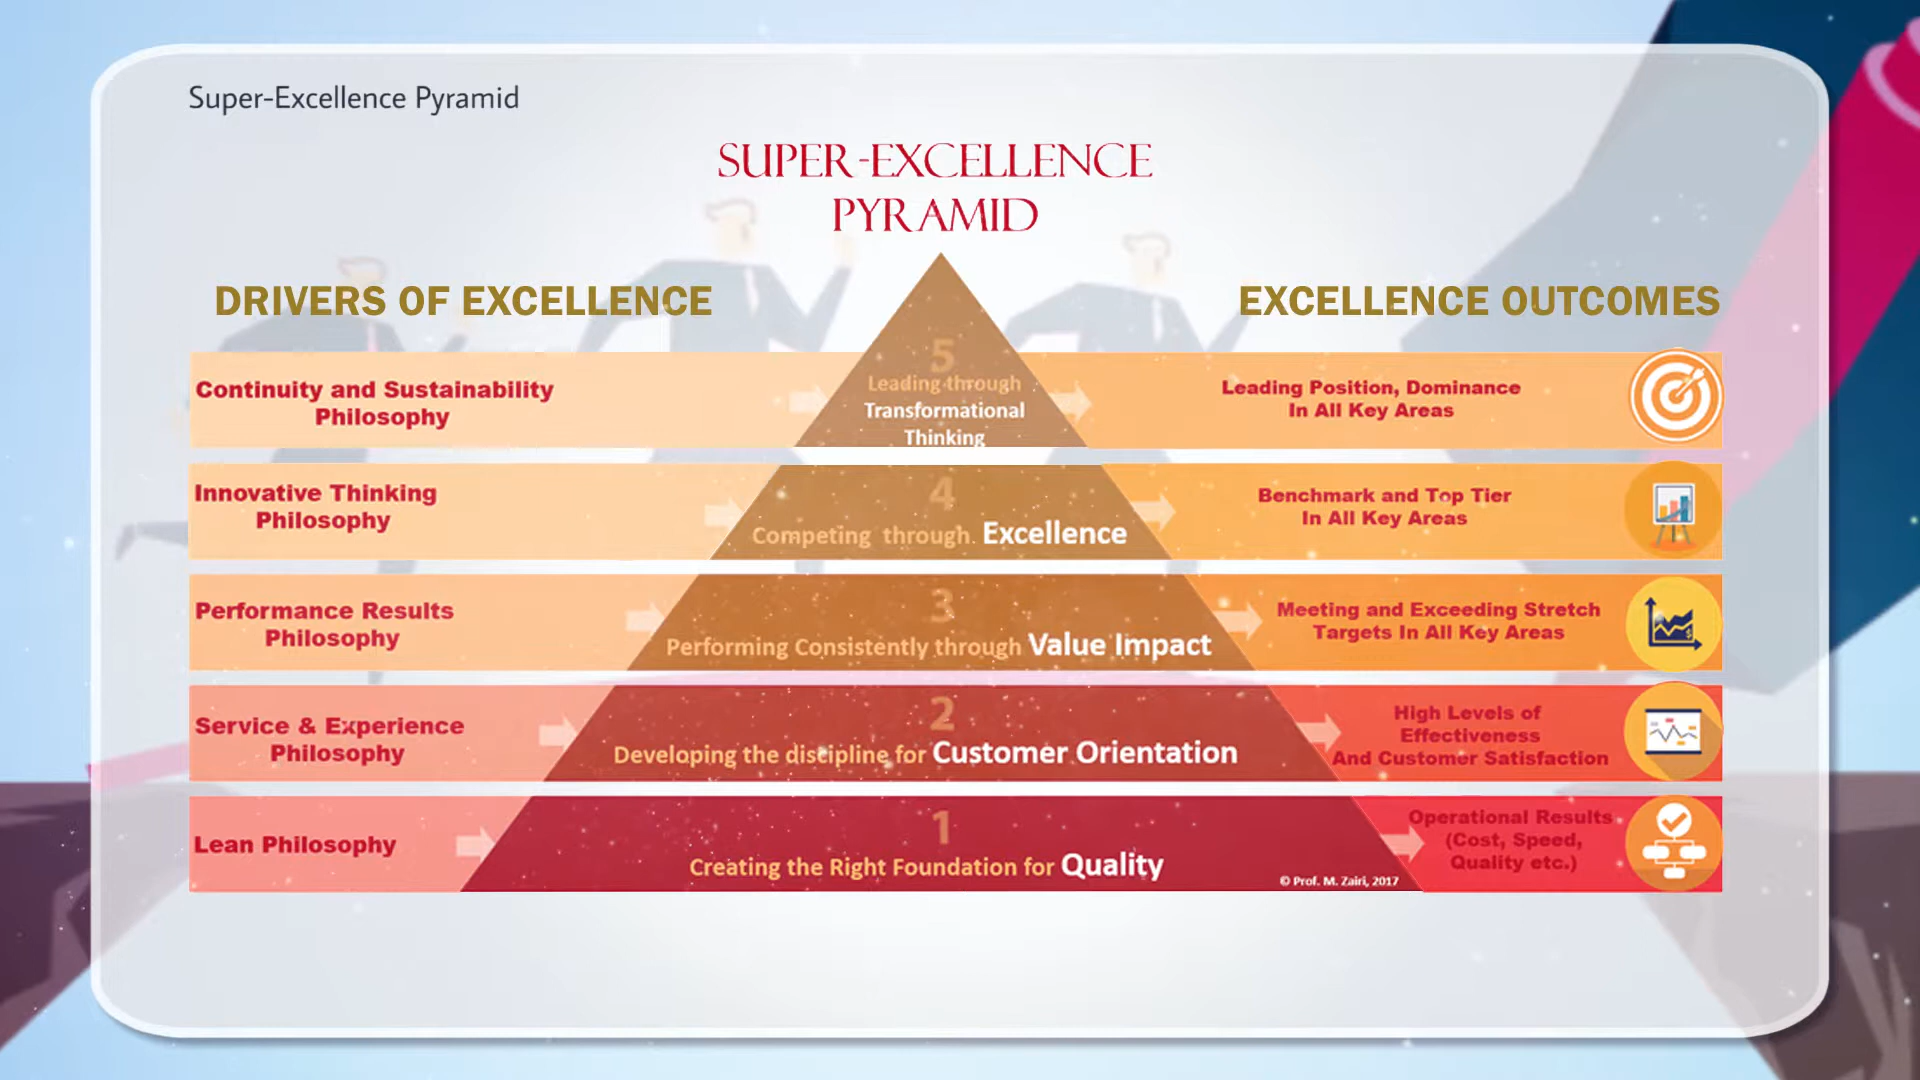 Super-Excellence Pyramid
SUPER-EXCELLENCE
PYRAMID
DRIVERS OF EXCELLENCE
EXCELLENCE OUTCOMES
Continuity and Sustainability
Philosophy
5
Leading through
Transformational
Thinking
Leading Position, Dominance
In All Key Areas
Innovative Thinking
Philosophy
4
Competing through. Excellence
Benchmark and Top Tier
In All Key Areas
Performance Results
Philosophy
3
Performing Consistently through Value Impact
Meeting and Exceeding Stretch
Targets In All Key Areas
Service & Experience
Philosophy
2
Developing the discipline for Customer Orientation
High Levels of
Effectiveness
And Customer Satisfaction
Lean Philosophy
1
Creating the Right Foundation for Quality
© Prof. M. Zairi, 2017
Operational Results
(Cost, Speed,
Quality etc.)